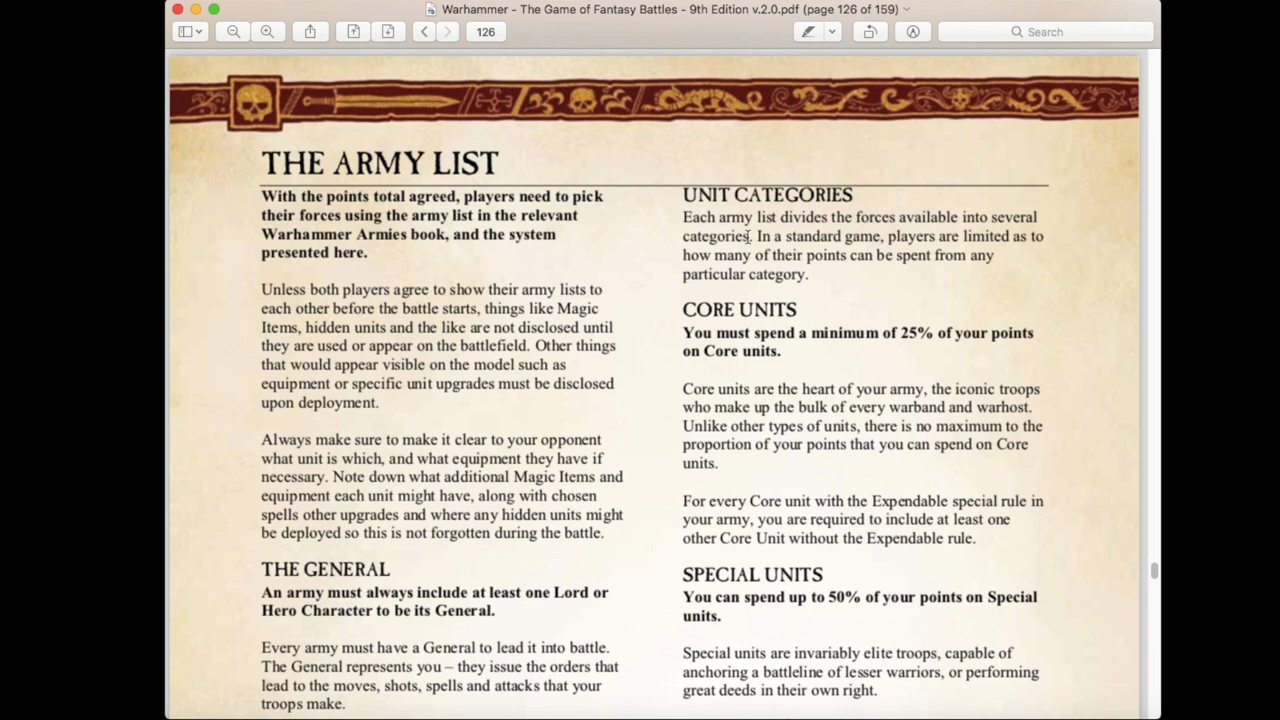 Warhammer - The Game of Fantasy Battles - 9th Edition v.2.0.pdf (page 126 of 159)
126
Search
THE ARMY LIST
With the points total agreed, players need to pick
their forces using the army list in the relevant
Warhammer Armies book, and the system
presented here.
Unless both players agree to show their army lists to
each other before the battle starts, things like Magic
Items, hidden units and the like are not disclosed until
they are used or appear on the battlefield. Other things
that would appear visible on the model such as
equipment or specific unit upgrades must be disclosed
upon deployment.
Always make sure to make it clear to your opponent
what unit is which, and what equipment they have if
necessary. Note down what additional Magic Items and
equipment each unit might have, along with chosen
spells other upgrades and where any hidden units might
be deployed so this is not forgotten during the battle.
THE GENERAL
An army must always include at least one Lord or
Hero Character to be its General.
Every army must have a General to lead it into battle.
The General represents you – they issue the orders that
lead to the moves, shots, spells and attacks that your
troops make.
UNIT CATEGORIES
Each army list divides the forces available into several
categories. In a standard game, players are limited as to
how many of their points can be spent from any
particular category.
CORE UNITS
You must spend a minimum of 25% of your points
on Core units.
Core units are the heart of your army, the iconic troops
who make up the bulk of every warband and warhost.
Unlike other types of units, there is no maximum to the
proportion of your points that you can spend on Core
units.
For every Core unit with the Expendable special rule in
your army, you are required to include at least one
other Core Unit without the Expendable rule.
SPECIAL UNITS
You can spend up to 50% of your points on Special
units.
Special units are invariably elite troops, capable of
anchoring a battleline of lesser warriors, or performing
great deeds in their own right.